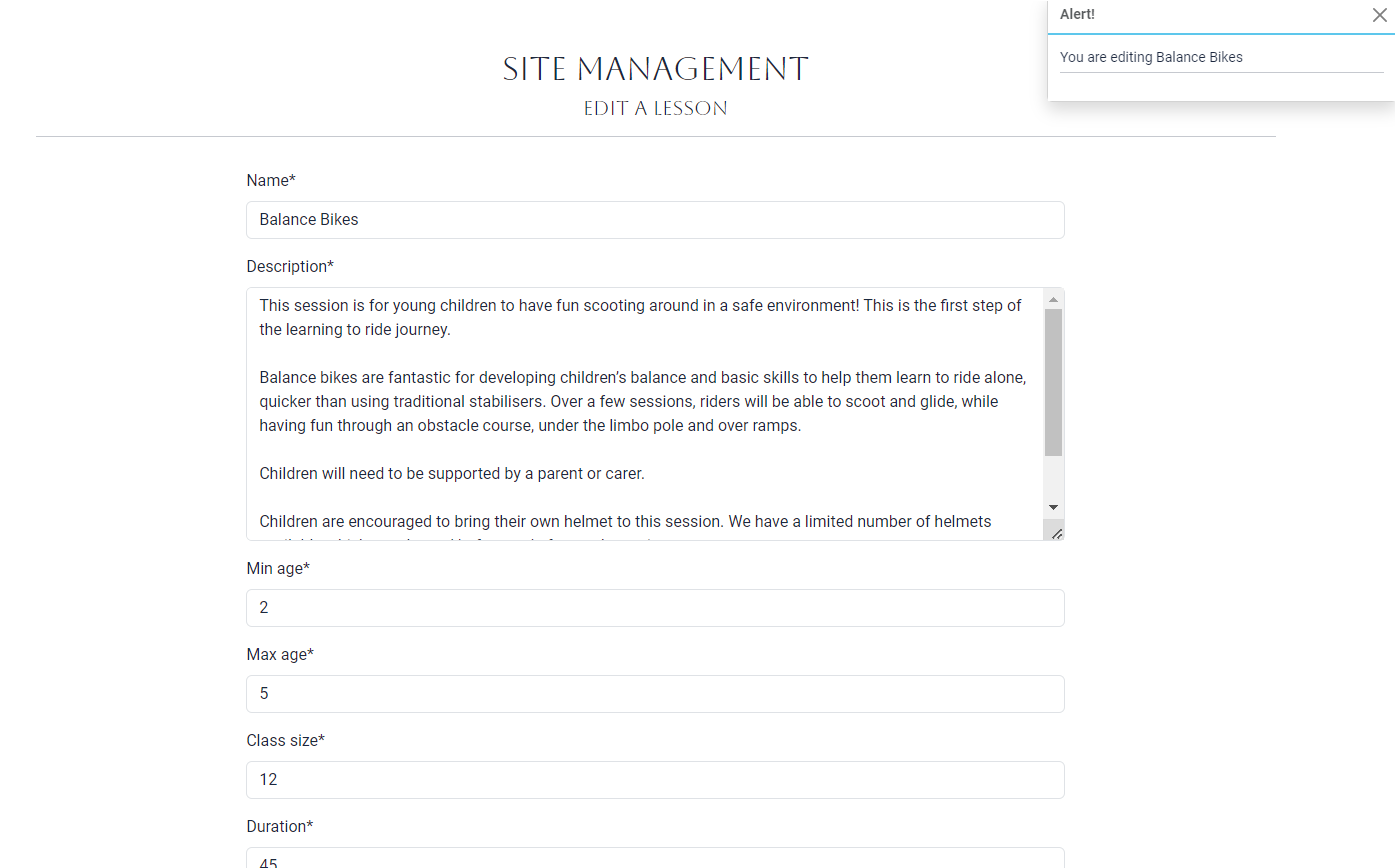 Alert!
You are editing Balance Bikes
SITE MANAGEMENT
EDIT A LESSON
Name*
Balance Bikes
Description*
This session is for young children to have fun scooting around in a safe environment! This is the first step of
the learning to ride journey.
Balance bikes are fantastic for developing children’s balance and basic skills to help them learn to ride alone,
quicker than using traditional stabilisers. Over a few sessions, riders will be able to scoot and glide, while
having fun through an obstacle course, under the limbo pole and over ramps.
Children will need to be supported by a parent or carer.
Children are encouraged to bring their own helmet to this session. We have a limited number of helmets
Min age*
2
Max age*
5
Class size*
12
Duration*
45